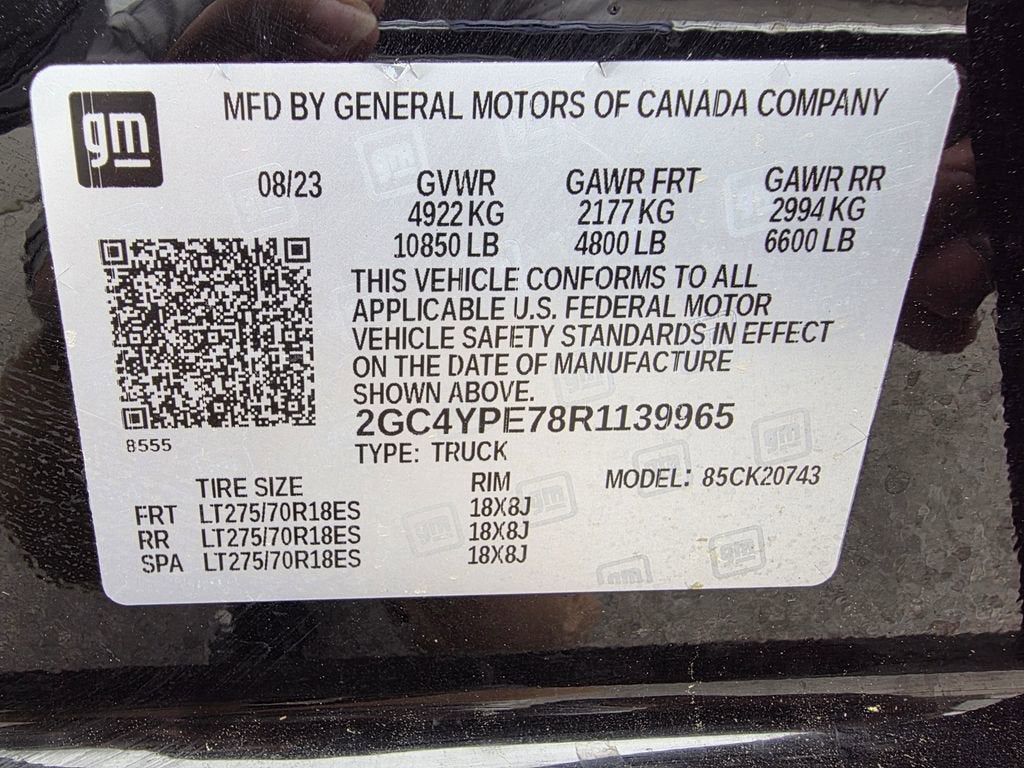 gm
MFD BY GENERAL MOTORS OF CANADA COMPANY
08/23 GVWR GAWR FRT GAWR RR
4922 KG 2177 KG 2994 KG
10850 LB 4800 LB 6600 LB
THIS VEHICLE CONFORMS TO ALL
APPLICABLE U.S. FEDERAL MOTOR
VEHICLE SAFETY STANDARDS IN EFFECT
ON THE DATE OF MANUFACTURE
SHOWN ABOVE.
2GC4YPE78R1139965
8555
TYPE: TRUCK
TIRE SIZE RIM MODEL: 85CK20743
FRT LT275/70R18ES 18X8J
RR LT275/70R18ES 18X8J
SPA LT275/70R18ES 18X8J